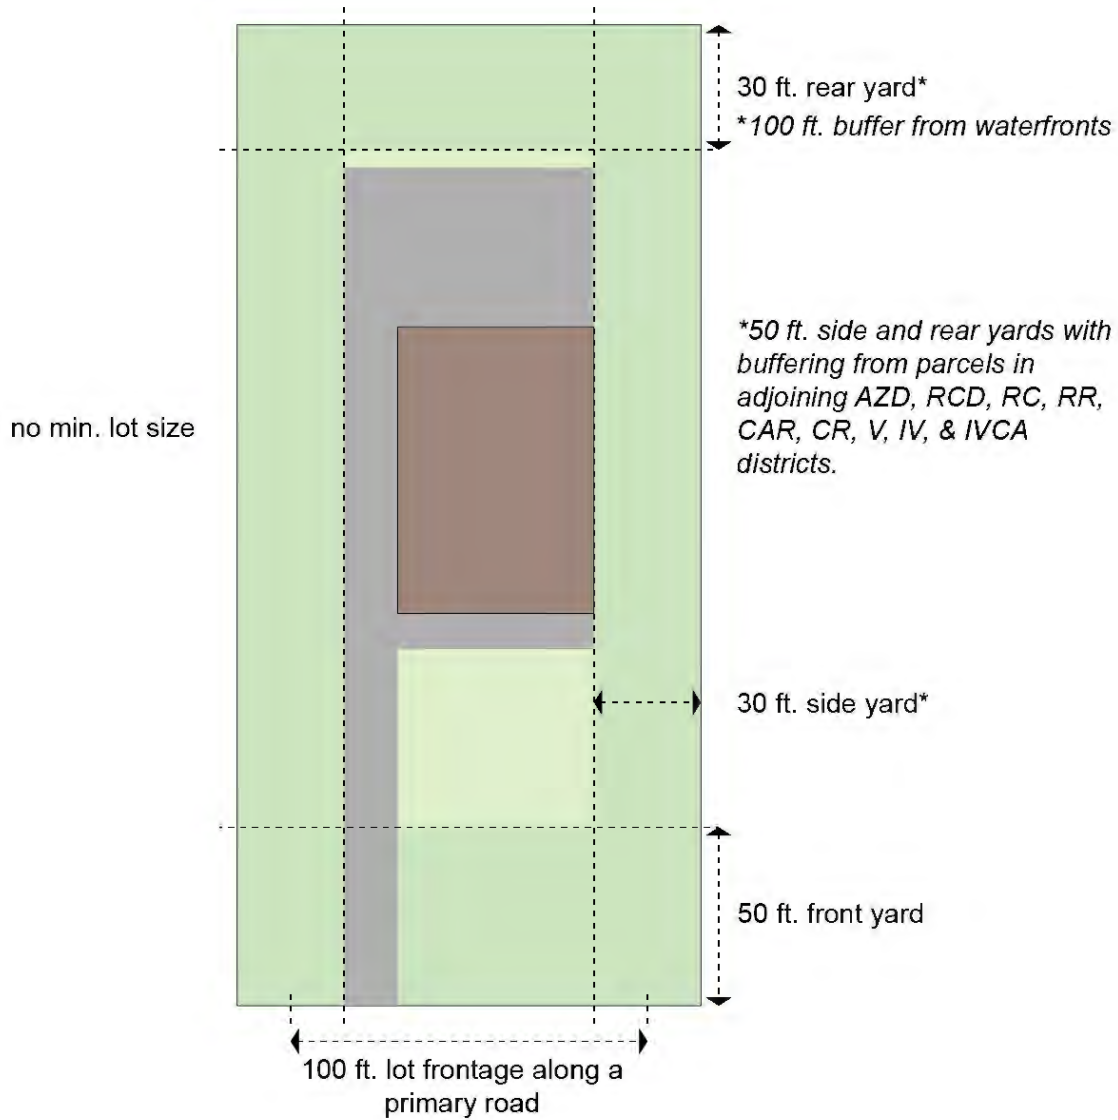 30 ft. rear yard*
*100 ft. buffer from waterfronts
*50 ft. side and rear yards with
buffering from parcels in
adjoining AZD, RCD, RC, RR,
CAR, CR, V, IV, & IVCA
districts.
no min. lot size
30 ft. side yard*
50 ft. front yard
100 ft. lot frontage along a
primary road